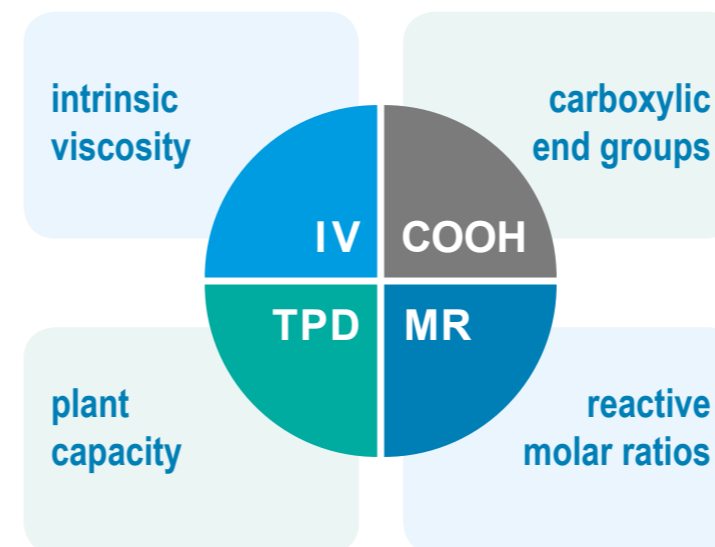 intrinsic
viscosity
carboxylic
end groups
IV
COOH
TPD
MR
plant
capacity
reactive
molar ratios